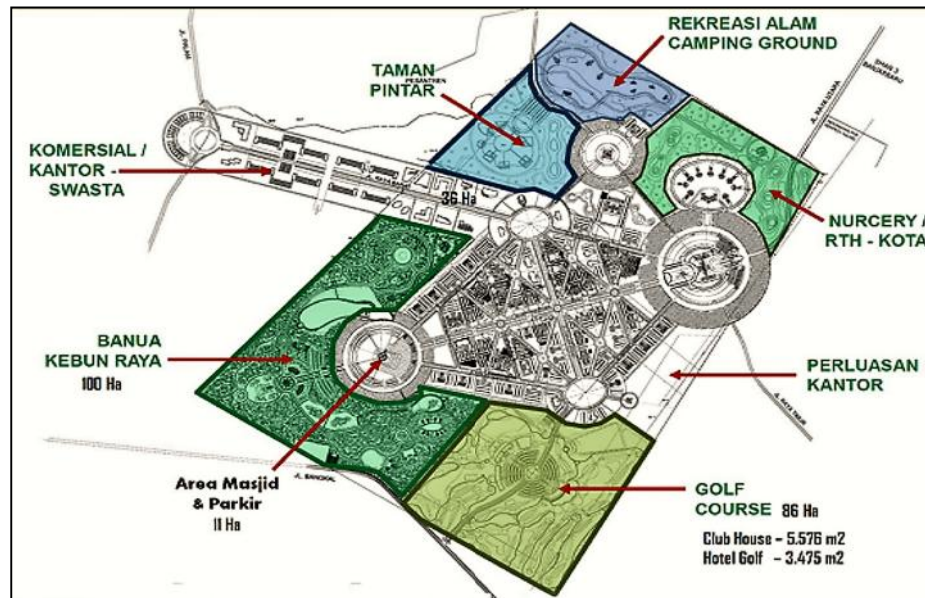 REKREASI ALAM
CAMPING GROUND
TAMAN
PINTAR
KOMERSIAL /
KANTOR -
SWASTA
36 Ha
NURCERY /
RTH - KOTA
BANUA
KEBUN RAYA
100 Ha
PERLUASAN
KANTOR
Area Masjid
& Parkir
11 Ha
GOLF
COURSE 86 Ha
Club House - 5.576 m2
Hotel Golf - 3.475 m2